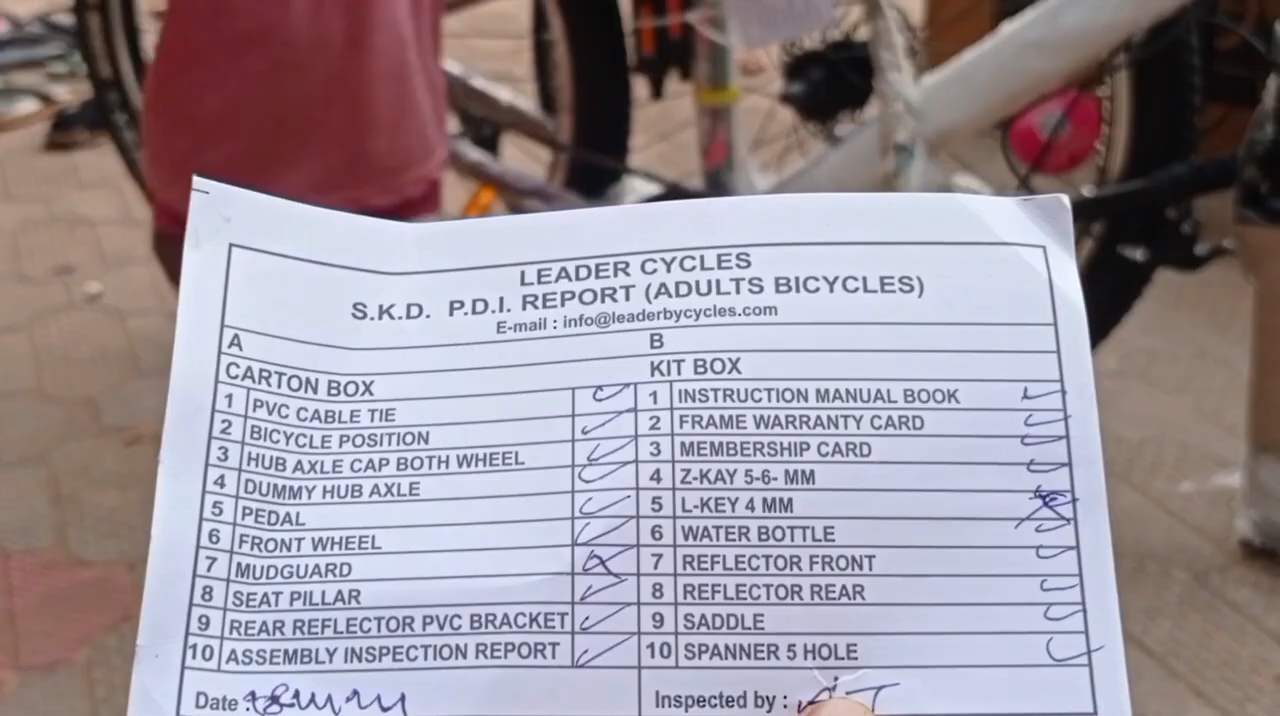 LEADER CYCLES
S.K.D. P.D.I. REPORT (ADULTS BICYCLES)
E-mail : info@leaderbycycles.com
A B
CARTON BOX KIT BOX
1 PVC CABLE TIE 1 INSTRUCTION MANUAL BOOK
2 BICYCLE POSITION 2 FRAME WARRANTY CARD
3 HUB AXLE CAP BOTH WHEEL 3 MEMBERSHIP CARD
4 DUMMY HUB AXLE 4 Z-KAY 5-6- MM
5 PEDAL 5 L-KEY 4 MM
6 FRONT WHEEL 6 WATER BOTTLE
7 MUDGUARD 7 REFLECTOR FRONT
8 SEAT PILLAR 8 REFLECTOR REAR
9 REAR REFLECTOR PVC BRACKET 9 SADDLE
10 ASSEMBLY INSPECTION REPORT 10 SPANNER 5 HOLE
Date : Inspected by :